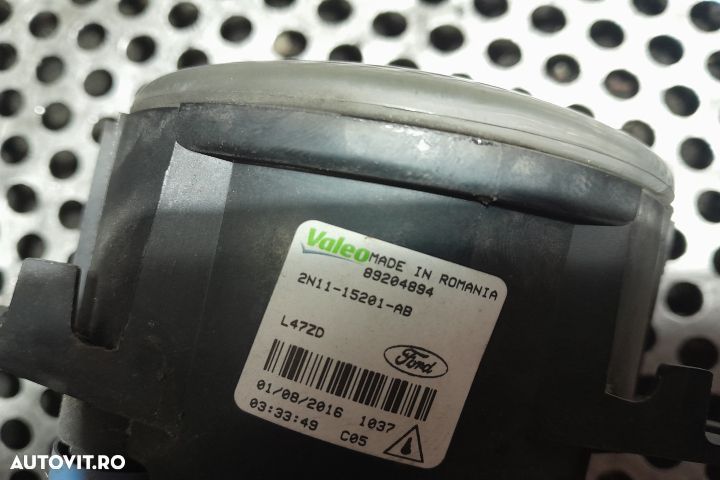 Valeo MADE IN ROMANIA
89204894
2N11-15201-AB
L47ZD
Ford
01/08/2016 1037
03:33:49 C05
AUTOVIT.RO